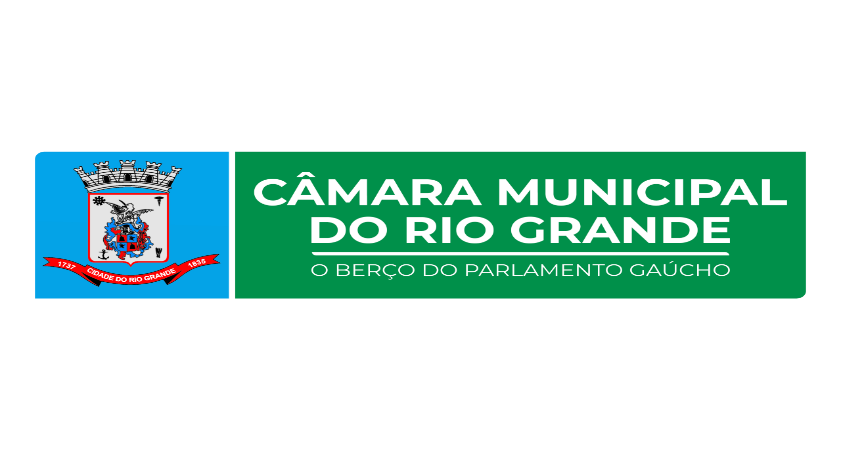 1737 CIDADE DO RIO GRANDE 1835
CÂMARA MUNICIPAL
DO RIO GRANDE
O BERÇO DO PARLAMENTO GAÚCHO